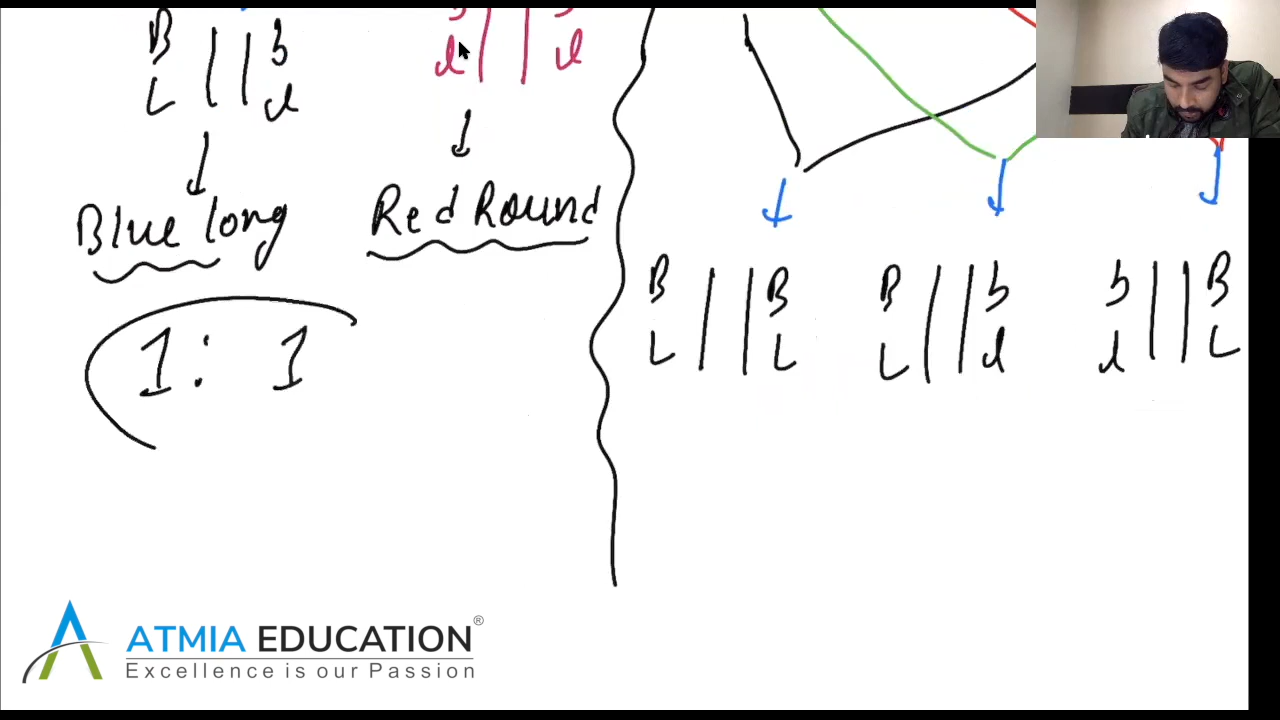 B b
L l
l l
Blue long
Red Round
1 : 1
B B B b b B
L L L l l L
ATMIA EDUCATION®
Excellence is our Passion